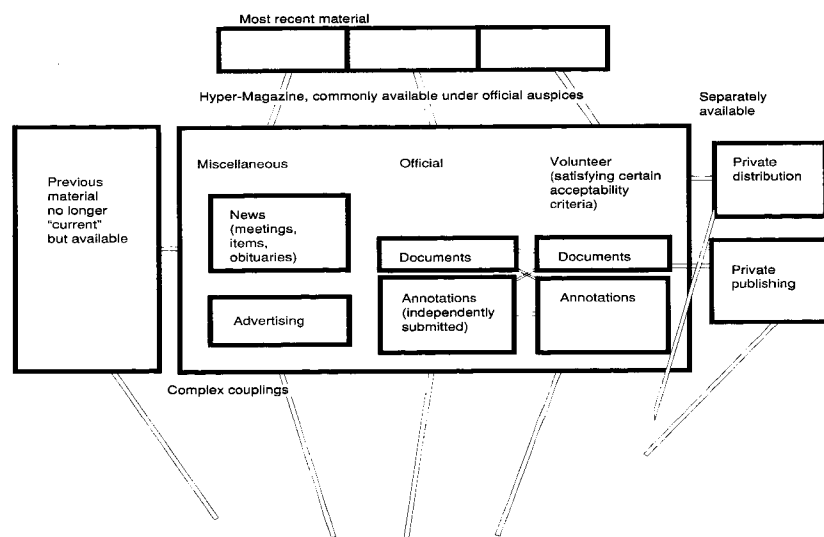 Most recent material
Hyper-Magazine, commonly available under official auspices
Separately
available
Previous
material
no longer
"current"
but available
Miscellaneous
News
(meetings,
items,
obituaries)
Advertising
Official
Documents
Annotations
(independently
submitted)
Volunteer
(satisfying certain
acceptability
criteria)
Documents
Annotations
Private
distribution
Private
publishing
Complex couplings